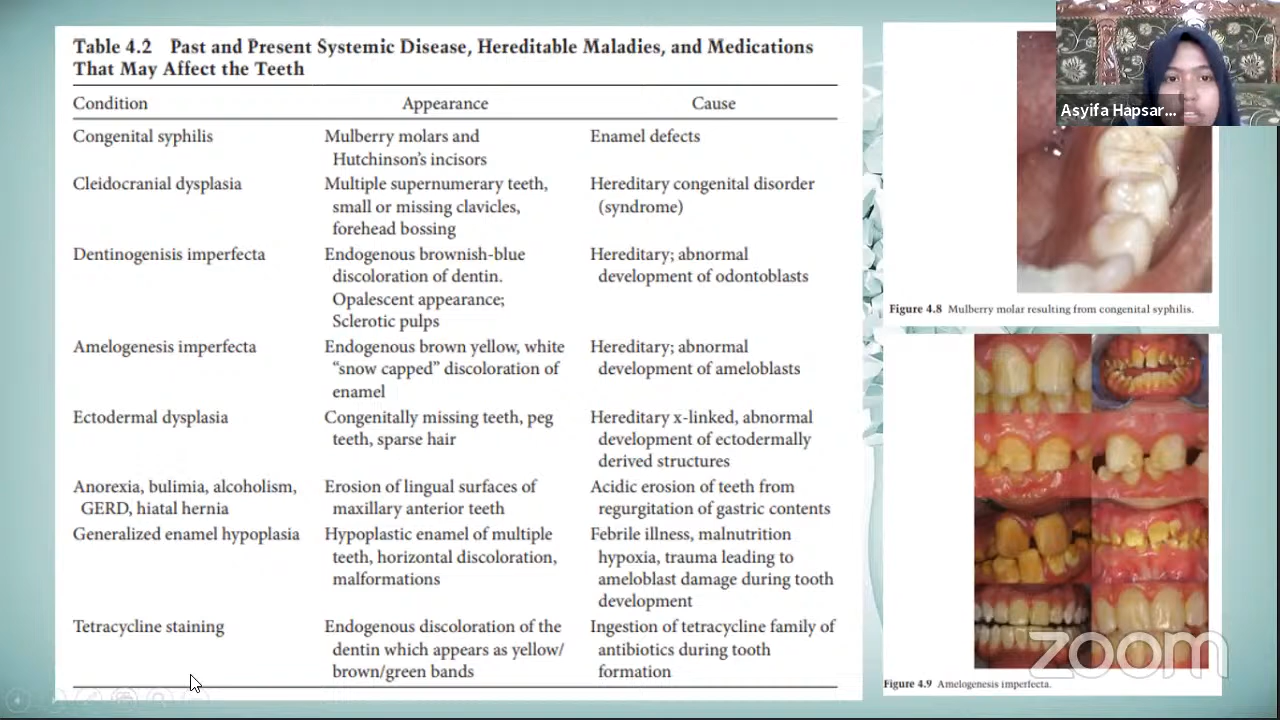 Table 4.2 Past and Present Systemic Disease, Hereditable Maladies, and Medications
That May Affect the Teeth
Condition Appearance Cause
Congenital syphilis Mulberry molars and Enamel defects
Hutchinson's incisors
Cleidocranial dysplasia Multiple supernumerary teeth, Hereditary congenital disorder
small or missing clavicles, (syndrome)
forehead bossing
Dentinogenisis imperfecta Endogenous brownish-blue Hereditary; abnormal
discoloration of dentin. development of odontoblasts
Opalescent appearance;
Sclerotic pulps
Amelogenesis imperfecta Endogenous brown yellow, white Hereditary; abnormal
"snow capped" discoloration of development of ameloblasts
enamel
Ectodermal dysplasia Congenitally missing teeth, peg Hereditary x-linked, abnormal
teeth, sparse hair development of ectodermally
derived structures
Anorexia, bulimia, alcoholism, Erosion of lingual surfaces of Acidic erosion of teeth from
GERD, hiatal hernia maxillary anterior teeth regurgitation of gastric contents
Generalized enamel hypoplasia Hypoplastic enamel of multiple Febrile illness, malnutrition
teeth, horizontal discoloration, hypoxia, trauma leading to
malformations ameloblast damage during tooth
development
Tetracycline staining Endogenous discoloration of the Ingestion of tetracycline family of
dentin which appears as yellow/ antibiotics during tooth
brown/green bands formation
Asyifa Hapsar...
Figure 4.8 Mulberry molar resulting from congenital syphilis.
zoom
Figure 4.9 Amelogenesis imperfecta.